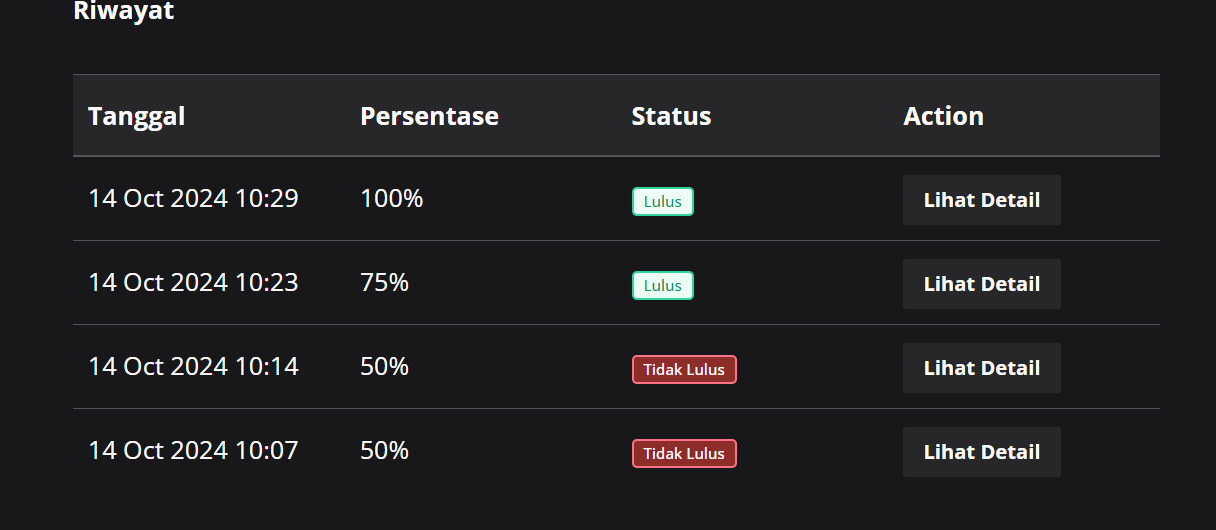 Riwayat
Tanggal Persentase Status Action
14 Oct 2024 10:29 100% Lulus Lihat Detail
14 Oct 2024 10:23 75% Lulus Lihat Detail
14 Oct 2024 10:14 50% Tidak Lulus Lihat Detail
14 Oct 2024 10:07 50% Tidak Lulus Lihat Detail